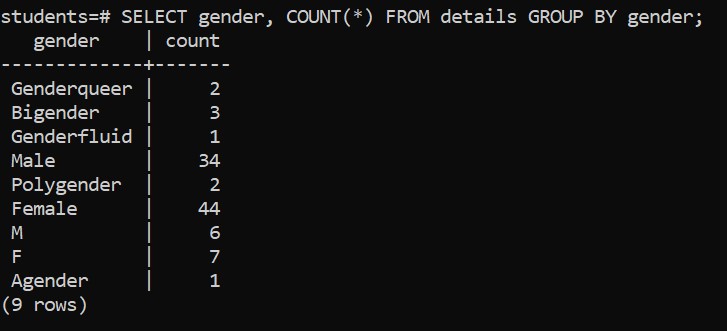 students=# SELECT gender, COUNT(*) FROM details GROUP BY gender;
   gender    | count
-------------+-------
 Genderqueer |     2
 Bigender    |     3
 Genderfluid |     1
 Male        |    34
 Polygender  |     2
 Female      |    44
 M           |     6
 F           |     7
 Agender     |     1
(9 rows)